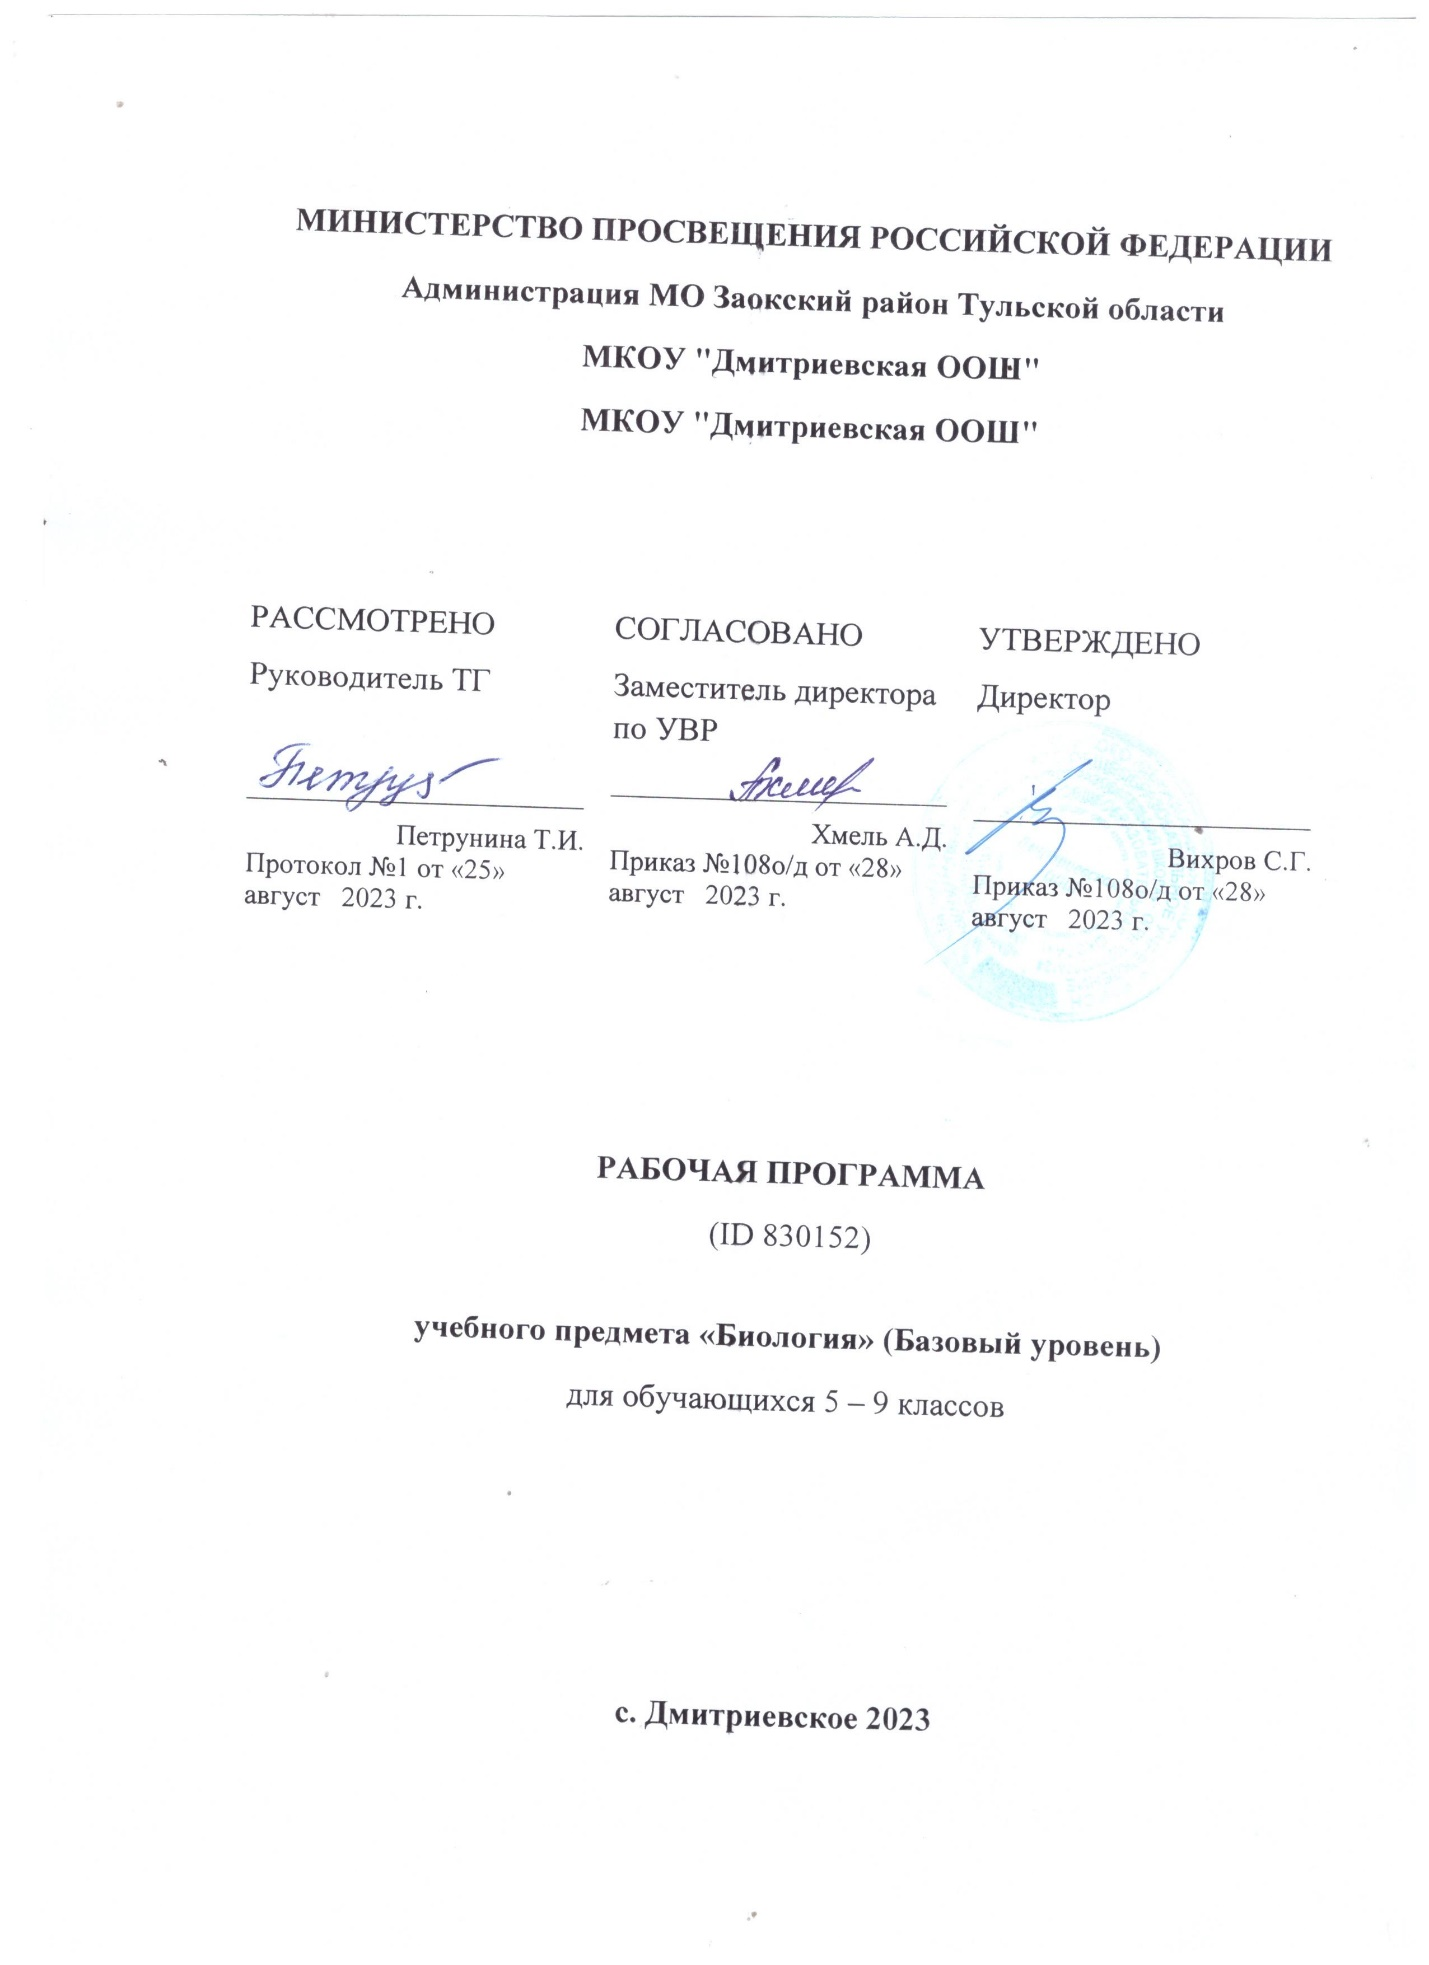 МИНИСТЕРСТВО ПРОСВЕЩЕНИЯ РОССИЙСКОЙ ФЕДЕРАЦИИ
Администрация МО Заокский район Тульской области
МКОУ "Дмитриевская ООШ"
МКОУ "Дмитриевская ООШ"
РАССМОТРЕНО
Руководитель ТГ
Петрунина Т.И.
Протокол №1 от «25»
август 2023 г.
СОГЛАСОВАНО
Заместитель директора
по УВР
Хмель А.Д.
Приказ №108о/д от «28»
август 2023 г.
УТВЕРЖДЕНО
Директор
Вихров С.Г.
Приказ №108о/д от «28»
август 2023 г.
РАБОЧАЯ ПРОГРАММА
(ID 830152)
учебного предмета «Биология» (Базовый уровень)
для обучающихся 5 – 9 классов
с. Дмитриевское 2023